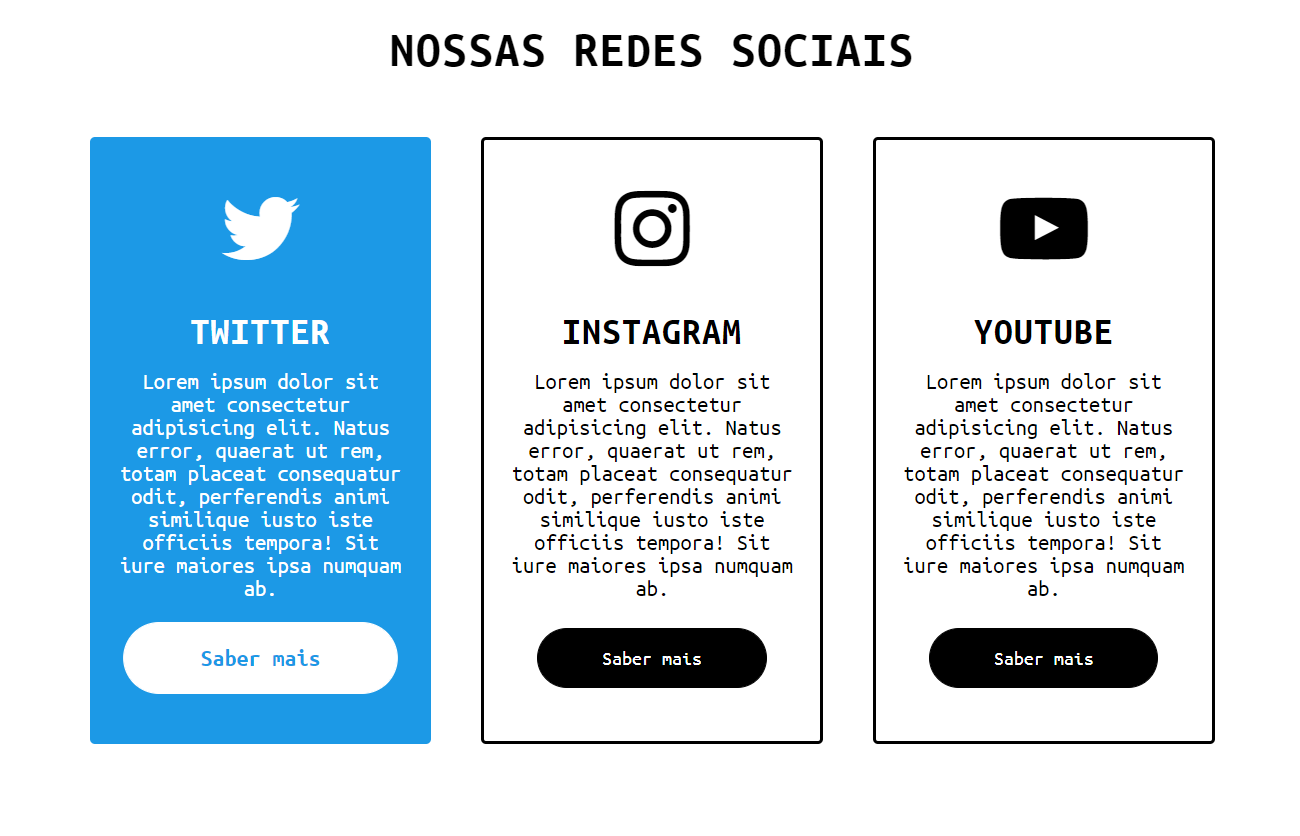 NOSSAS REDES SOCIAIS
TWITTER
Lorem ipsum dolor sit
amet consectetur
adipisicing elit. Natus
error, quaerat ut rem,
totam placeat consequatur
odit, perferendis animi
similique iusto iste
officiis tempora! Sit
iure maiores ipsa numquam
ab.
Saber mais
INSTAGRAM
Lorem ipsum dolor sit
amet consectetur
adipisicing elit. Natus
error, quaerat ut rem,
totam placeat consequatur
odit, perferendis animi
similique iusto iste
officiis tempora! Sit
iure maiores ipsa numquam
ab.
Saber mais
YOUTUBE
Lorem ipsum dolor sit
amet consectetur
adipisicing elit. Natus
error, quaerat ut rem,
totam placeat consequatur
odit, perferendis animi
similique iusto iste
officiis tempora! Sit
iure maiores ipsa numquam
ab.
Saber mais